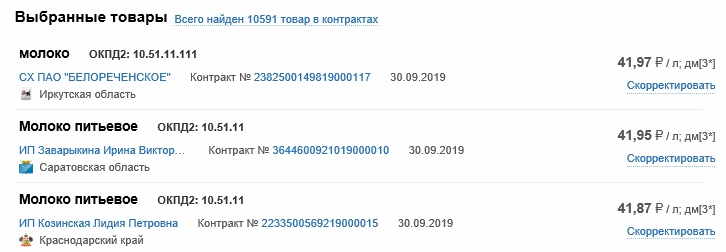 Выбранные товары Всего найден 10591 товар в контрактах
молоко ОКПД2: 10.51.11.111
41,97 ₽ / л; дм[3*]
СХ ПАО "БЕЛОРЕЧЕНСКОЕ" Контракт № 2382500149819000117 30.09.2019
Скорректировать
Иркутская область
Молоко питьевое ОКПД2: 10.51.11
41,95 ₽ / л; дм[3*]
ИП Заварыкина Ирина Виктор... Контракт № 3644600921019000010 30.09.2019
Скорректировать
Саратовская область
Молоко питьевое ОКПД2: 10.51.11
41,87 ₽ / л; дм[3*]
ИП Козинская Лидия Петровна Контракт № 2233500569219000015 30.09.2019
Скорректировать
Краснодарский край